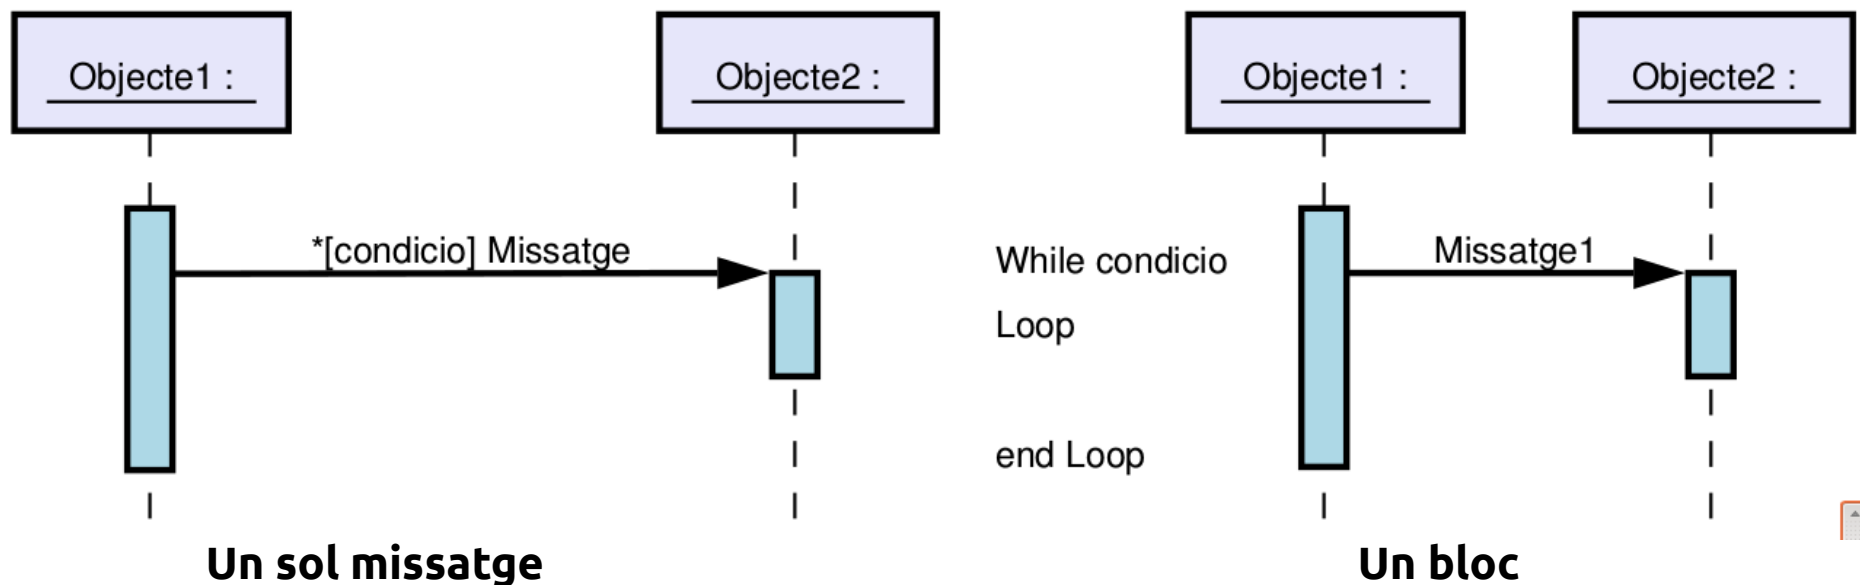 Objecte1 :
Objecte2 :
*[condicio] Missatge
Un sol missatge
Objecte1 :
Objecte2 :
While condicio
Missatge1
Loop
end Loop
Un bloc